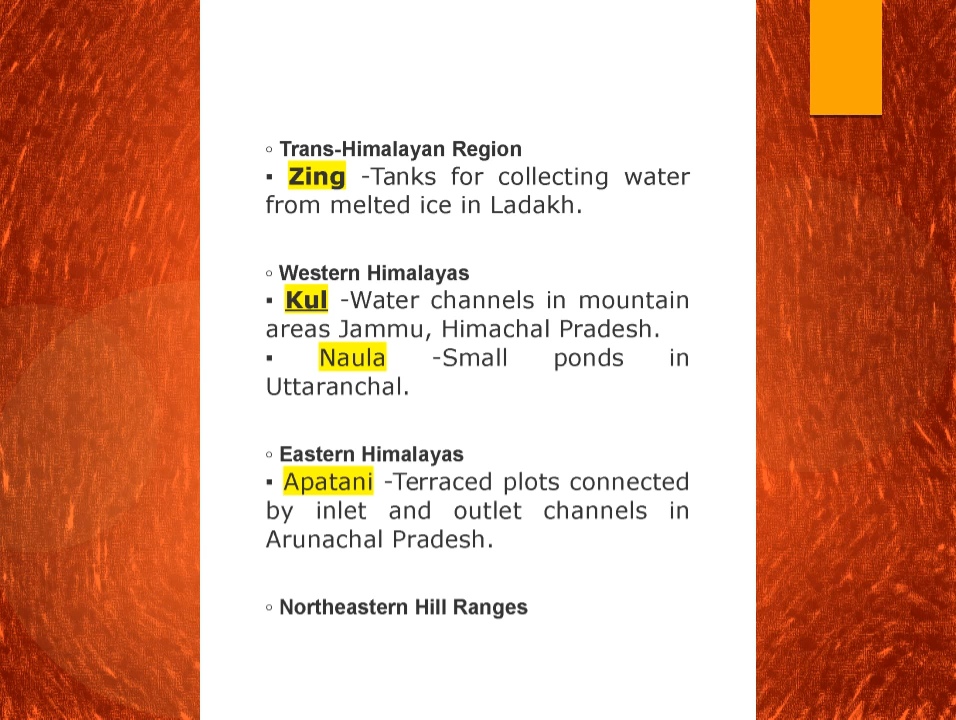 ◦ Trans-Himalayan Region
▪ Zing -Tanks for collecting water
from melted ice in Ladakh.
◦ Western Himalayas
▪ Kul -Water channels in mountain
areas Jammu, Himachal Pradesh.
▪ Naula -Small ponds in
Uttaranchal.
◦ Eastern Himalayas
▪ Apatani -Terraced plots connected
by inlet and outlet channels in
Arunachal Pradesh.
◦ Northeastern Hill Ranges